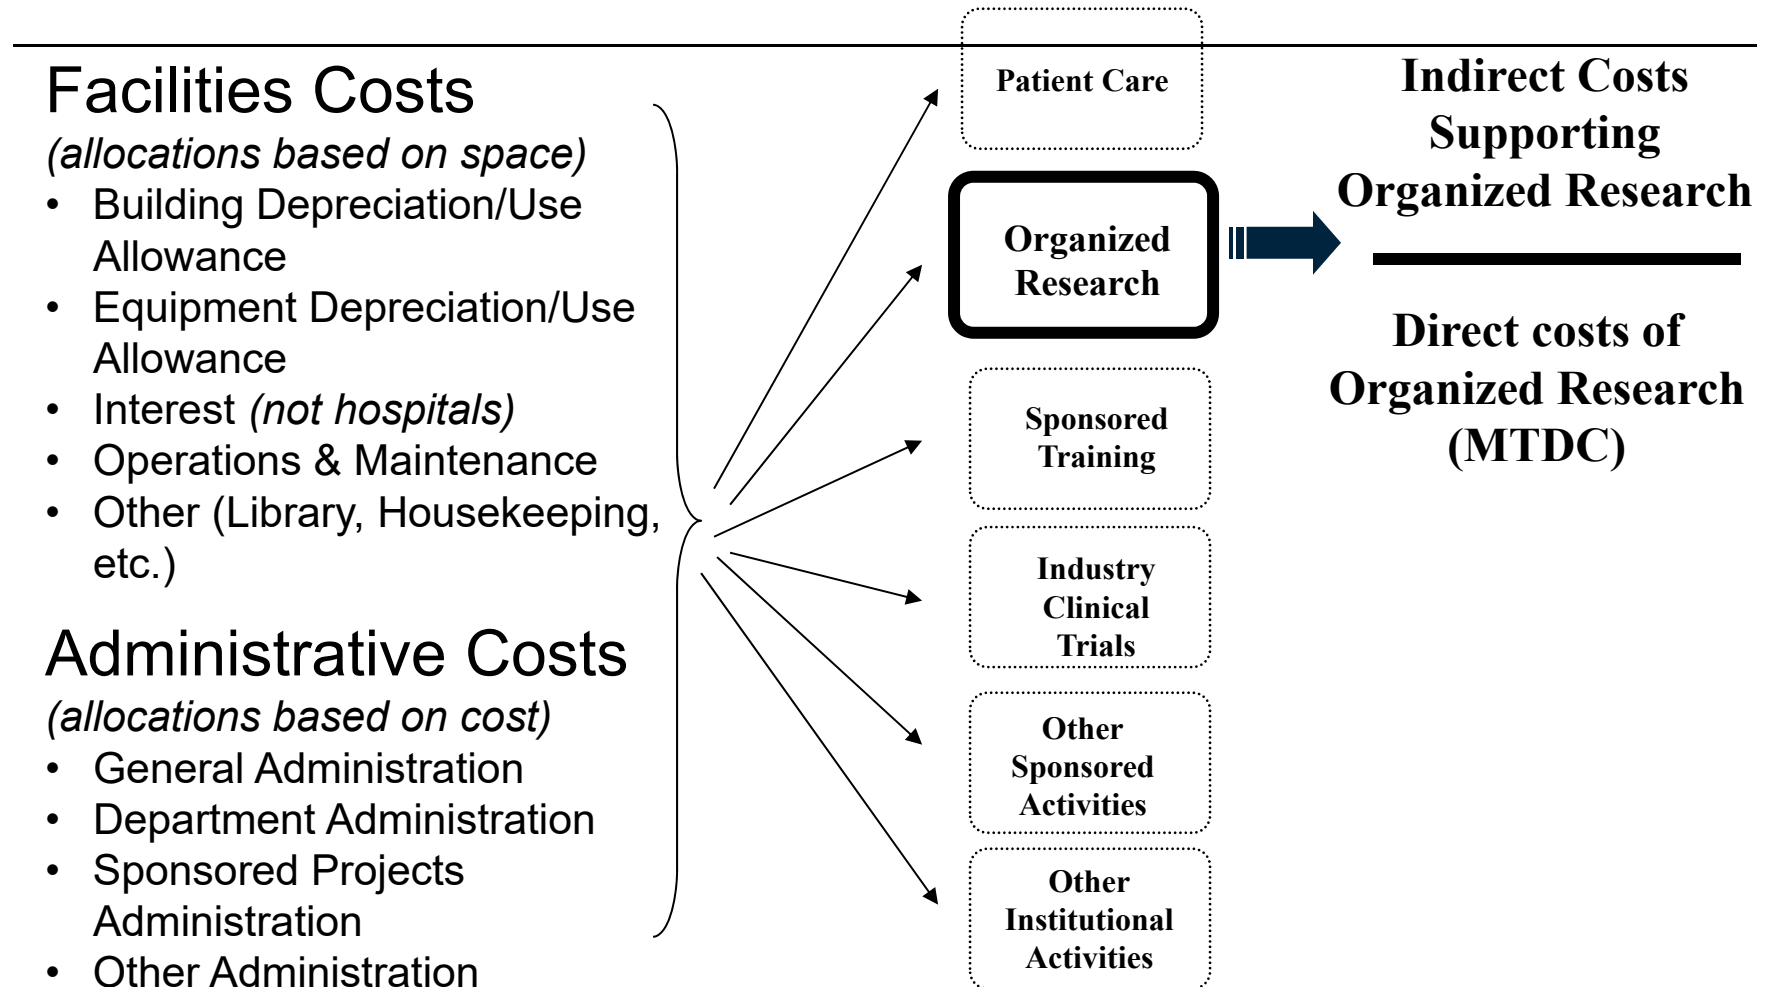 Facilities Costs
(allocations based on space)
• Building Depreciation/Use
Allowance
• Equipment Depreciation/Use
Allowance
• Interest (not hospitals)
• Operations & Maintenance
• Other (Library, Housekeeping,
etc.)
Administrative Costs
(allocations based on cost)
• General Administration
• Department Administration
• Sponsored Projects
Administration
• Other Administration
Patient Care
Organized
Research
Sponsored
Training
Industry
Clinical
Trials
Other
Sponsored
Activities
Other
Institutional
Activities
Indirect Costs
Supporting
Organized Research
Direct costs of
Organized Research
(MTDC)